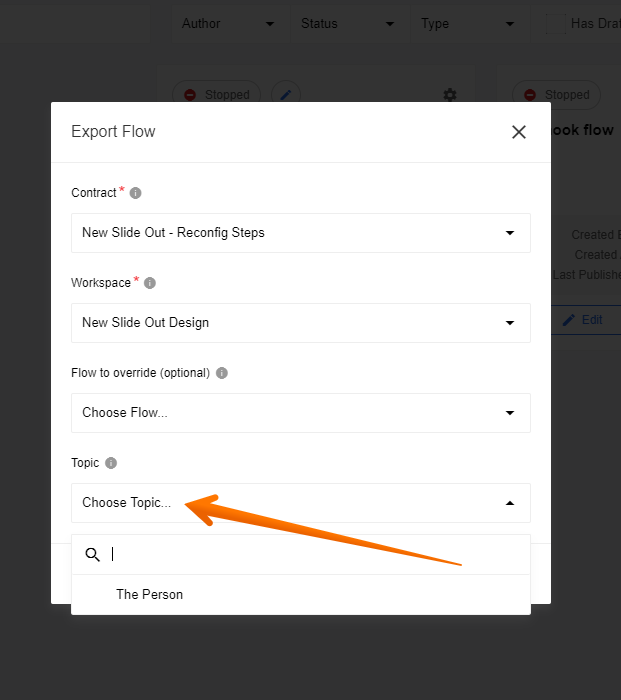 Author Status Type Has Draf
Stopped Stopped
Export Flow
ook flow
Contract *
New Slide Out - Reconfig Steps
Created
Workspace *
Created
Last Publishe
New Slide Out Design
Edit
Flow to override (optional)
Choose Flow...
Topic
Choose Topic...
The Person